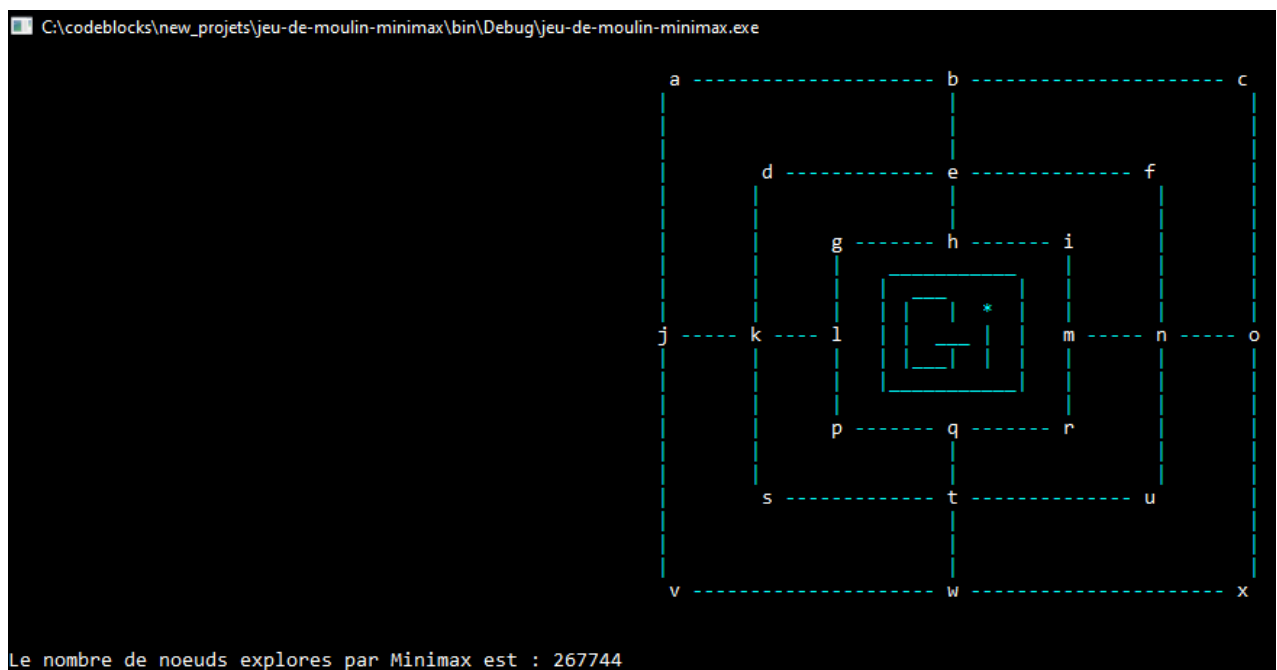 C:\codeblocks\new_projets\jeu-de-moulin-minimax\bin\Debug\jeu-de-moulin-minimax.exe
a b c
d e f
g h i
j k l m n o
p q r
s t u
v w x
Le nombre de noeuds explores par Minimax est : 267744